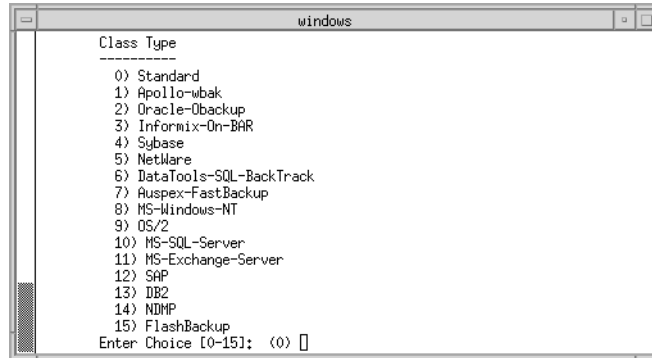 windows
Class Type
----------
0) Standard
1) Apollo-wbak
2) Oracle-Obackup
3) Informix-On-BAR
4) Sybase
5) NetWare
6) DataTools-SQL-BackTrack
7) Auspex-FastBackup
8) MS-Windows-NT
9) OS/2
10) MS-SQL-Server
11) MS-Exchange-Server
12) SAP
13) DB2
14) NDMP
15) FlashBackup
Enter Choice [0-15]: (0)